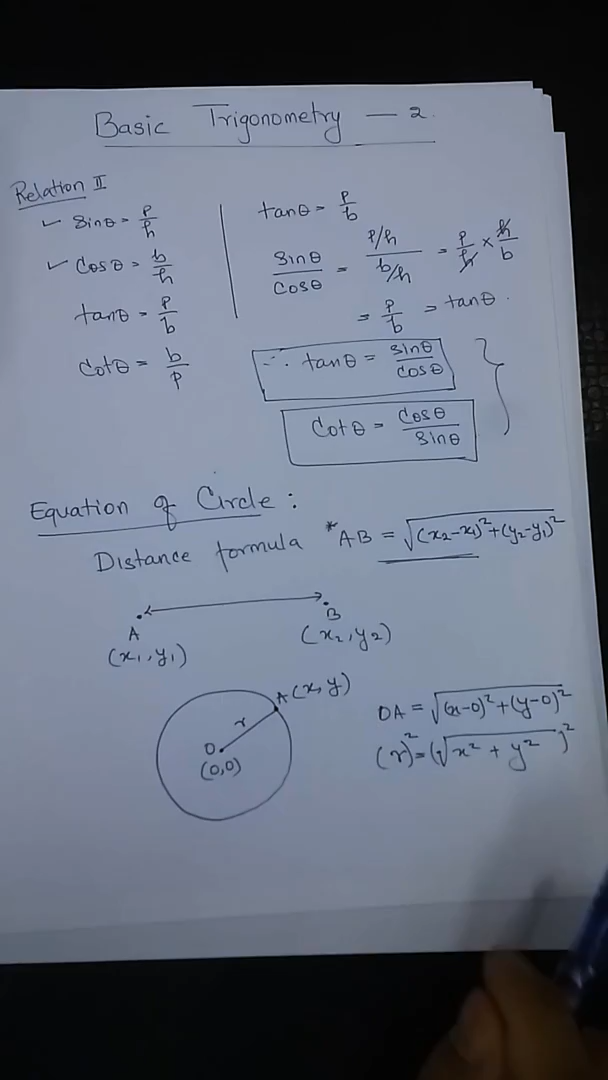 Basic Trigonometry - 2.
Relation II
✓ Sinθ = p/h
✓ Cosθ = b/h
tanθ = p/b
Cotθ = b/p
tanθ = p/b
Sinθ/Cosθ = (p/h)/(b/h) = p/h × h/b
= p/b = tanθ.
∴ tanθ = Sinθ/Cosθ
Cotθ = Cosθ/Sinθ
Equation of Circle :
Distance formula * AB = √(x₂-x₁)²+(y₂-y₁)²
A
(x₁,y₁)
B
(x₂,y₂)
A(x,y)
r
O
(0,0)
OA = √(x-0)²+(y-0)²
(r)² = (√x² + y²)²